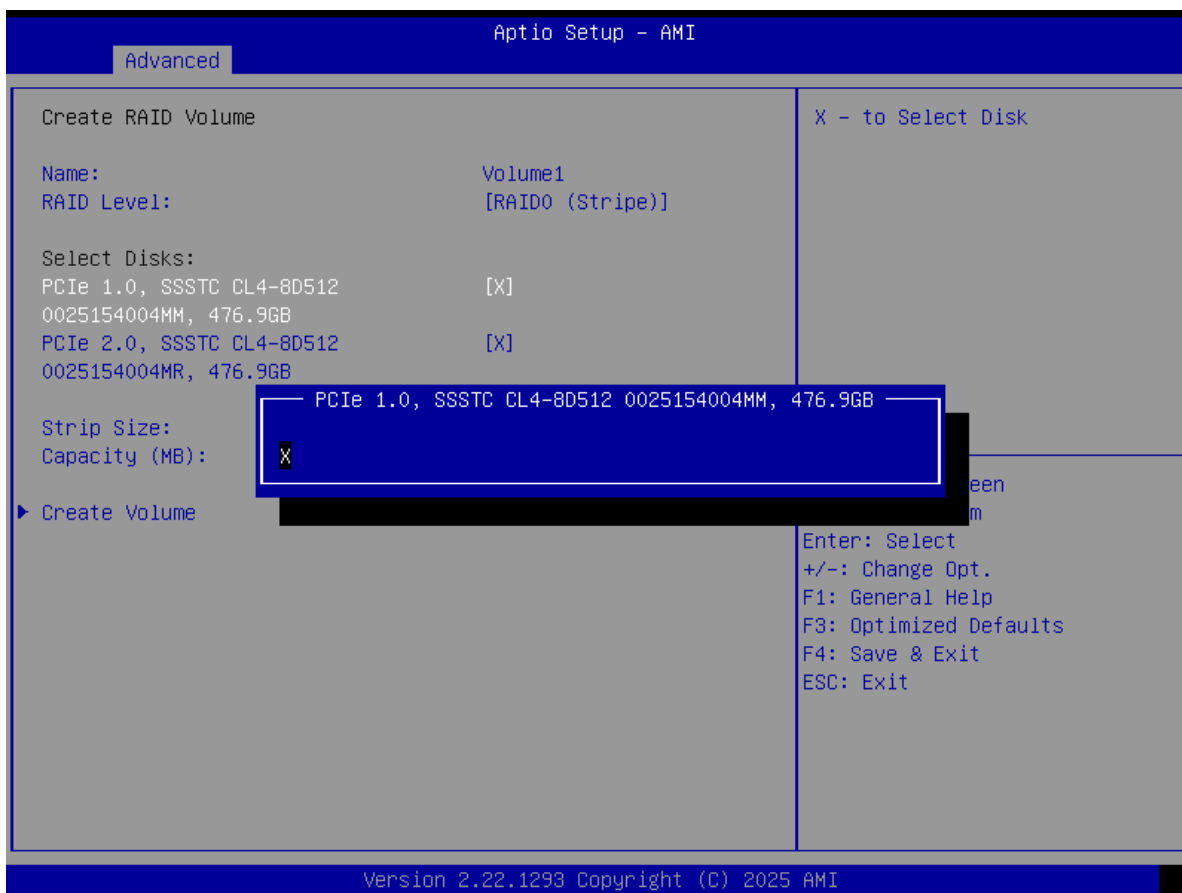 Aptio Setup – AMI
Advanced
Create RAID Volume
X – to Select Disk
Name: Volume1
RAID Level: [RAID0 (Stripe)]
Select Disks:
PCIe 1.0, SSSTC CL4-8D512 [X]
0025154004MM, 476.9GB
PCIe 2.0, SSSTC CL4-8D512 [X]
0025154004MR, 476.9GB
PCIe 1.0, SSSTC CL4-8D512 0025154004MM, 476.9GB
Strip Size:
Capacity (MB):
X
een
Create Volume
m
Enter: Select
+/-: Change Opt.
F1: General Help
F3: Optimized Defaults
F4: Save & Exit
ESC: Exit
Version 2.22.1293 Copyright (C) 2025 AMI